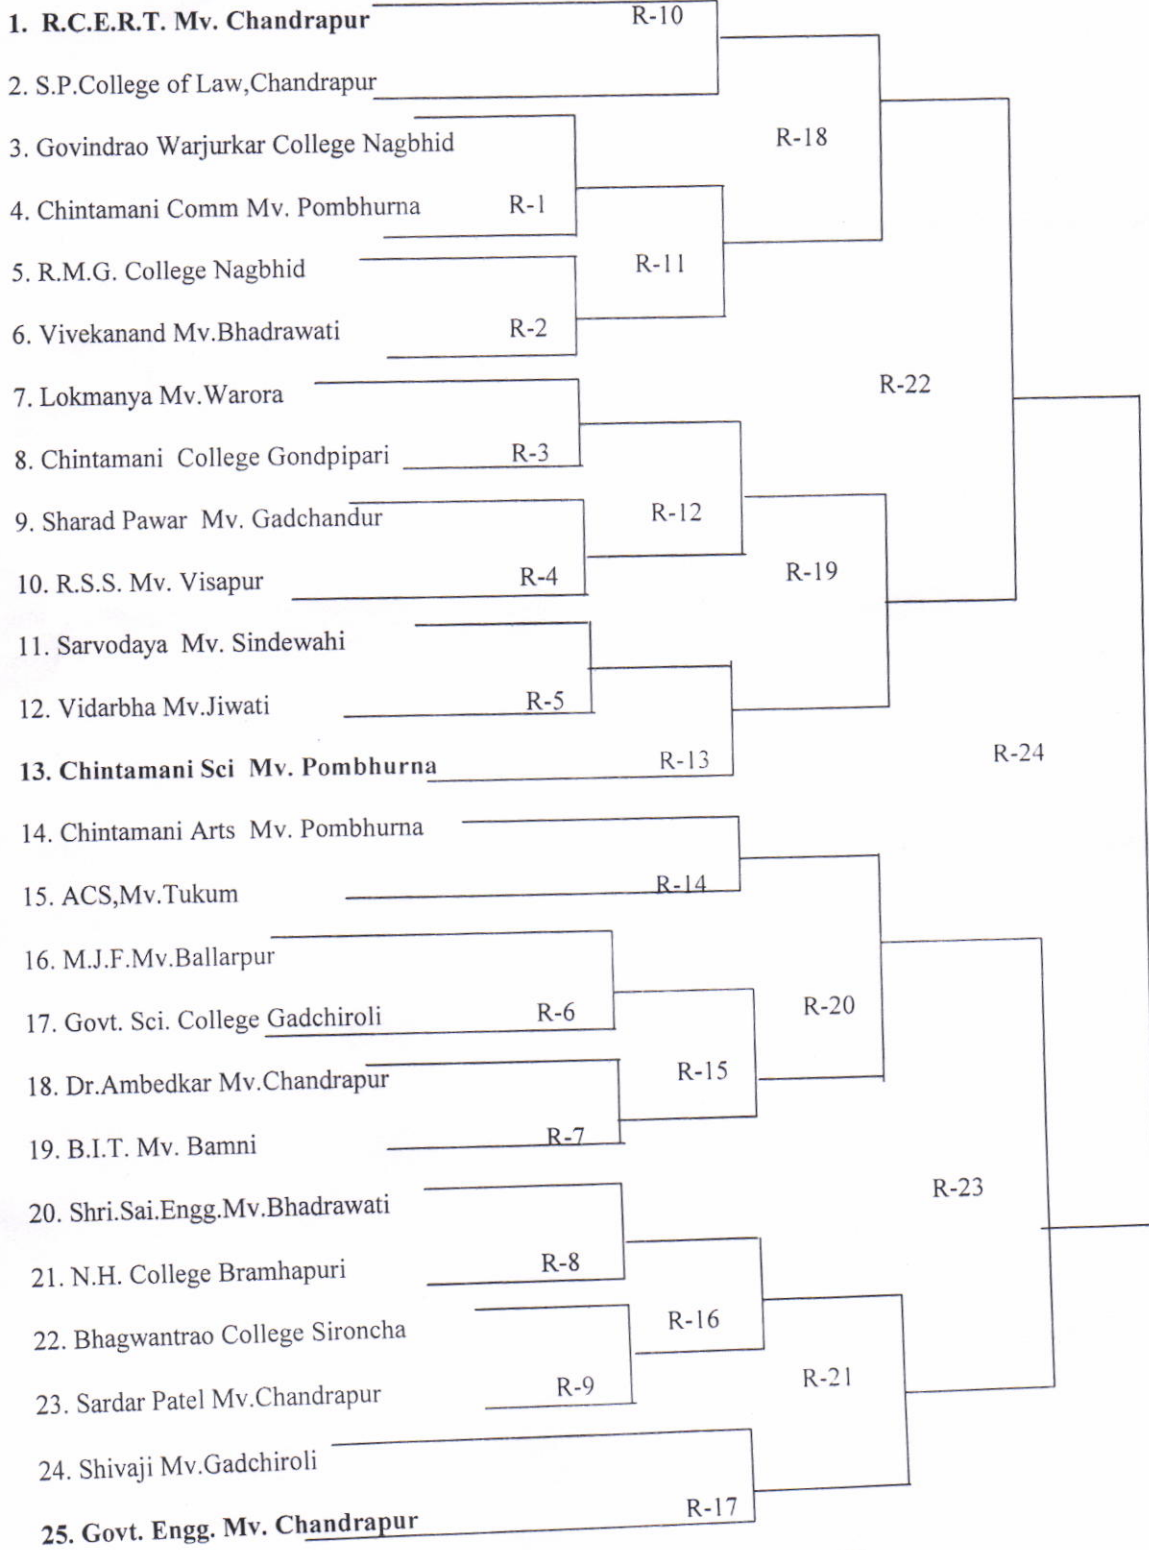 1. R.C.E.R.T. Mv. Chandrapur R-10
2. S.P.College of Law,Chandrapur
R-18
3. Govindrao Warjurkar College Nagbhid
4. Chintamani Comm Mv. Pombhurna R-1
5. R.M.G. College Nagbhid R-11
6. Vivekanand Mv.Bhadrawati R-2
R-22
7. Lokmanya Mv.Warora
8. Chintamani College Gondpipari R-3
9. Sharad Pawar Mv. Gadchandur R-12
10. R.S.S. Mv. Visapur R-4 R-19
11. Sarvodaya Mv. Sindewahi
12. Vidarbha Mv.Jiwati R-5
13. Chintamani Sci Mv. Pombhurna R-13 R-24
14. Chintamani Arts Mv. Pombhurna
15. ACS,Mv.Tukum R-14
16. M.J.F.Mv.Ballarpur
17. Govt. Sci. College Gadchiroli R-6 R-20
18. Dr.Ambedkar Mv.Chandrapur R-15
19. B.I.T. Mv. Bamni R-7
20. Shri.Sai.Engg.Mv.Bhadrawati R-23
21. N.H. College Bramhapuri R-8
22. Bhagwantrao College Sironcha R-16
23. Sardar Patel Mv.Chandrapur R-9 R-21
24. Shivaji Mv.Gadchiroli
25. Govt. Engg. Mv. Chandrapur R-17